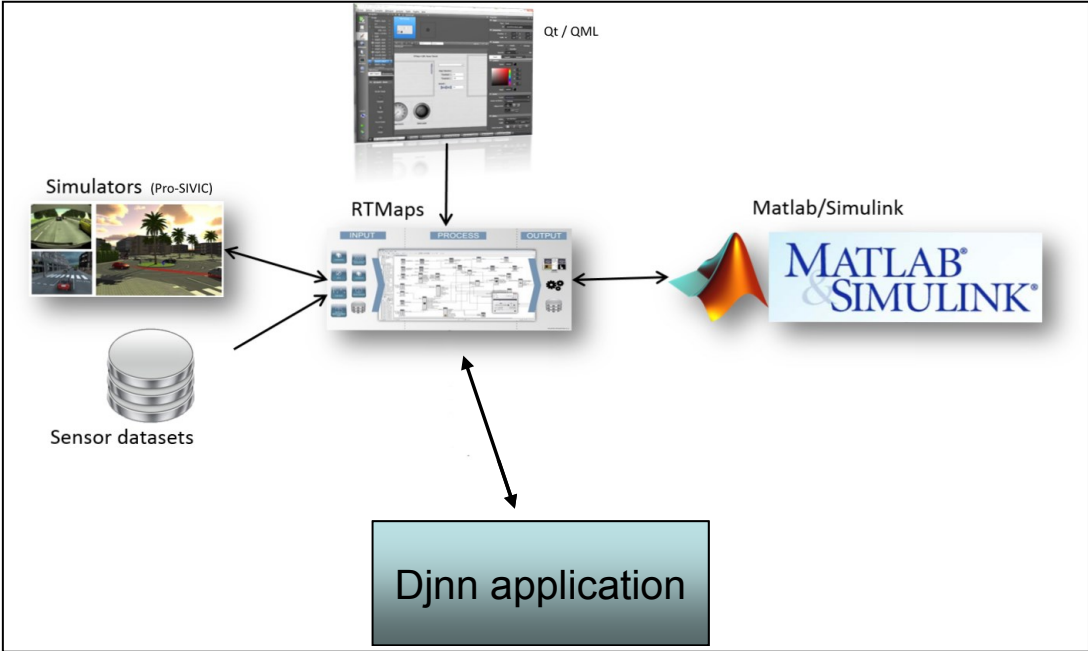 Qt / QML
Simulators (Pro-SIVIC)
RTMaps
INPUT PROCESS OUTPUT
Matlab/Simulink
MATLAB®
&SIMULINK®
Sensor datasets
Djnn application